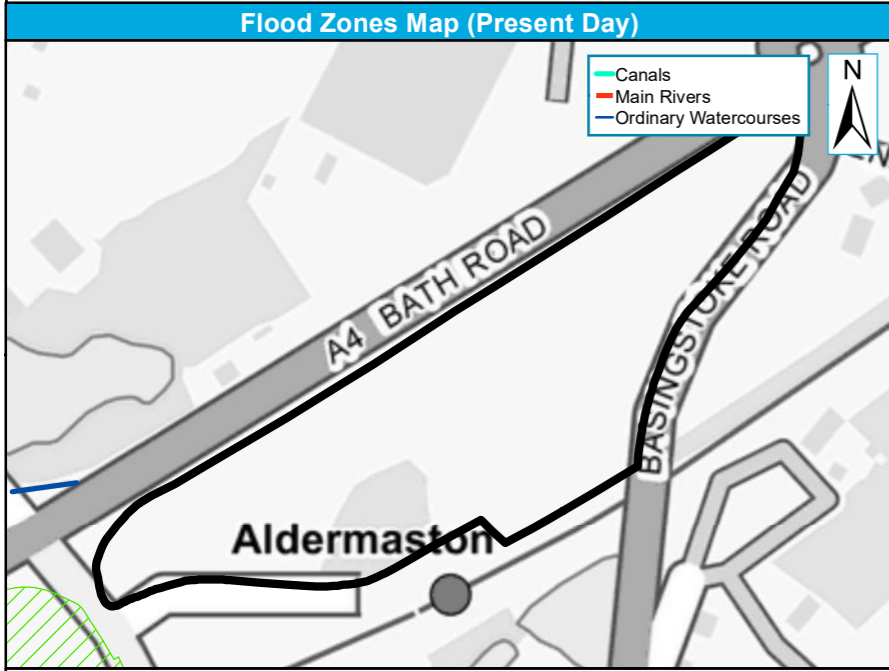 Flood Zones Map (Present Day)
Canals
Main Rivers
Ordinary Watercourses
N
A4 BATH ROAD
BASINGSTOKE ROAD
Aldermaston